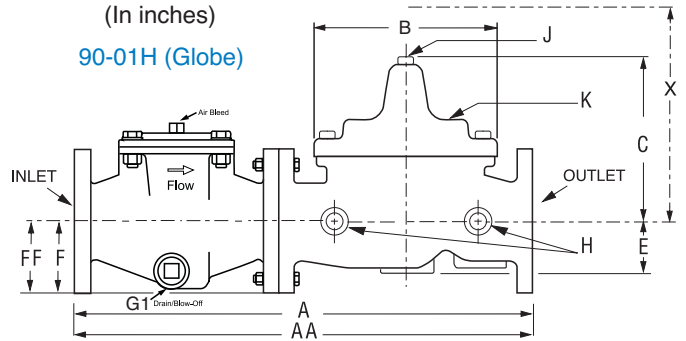 (In inches)
90-01H (Globe)
B
J
X
K
C
Air Bleed
INLET
Flow
OUTLET
FF
F
H
E
G1 Drain/Blow-Off
A
AA